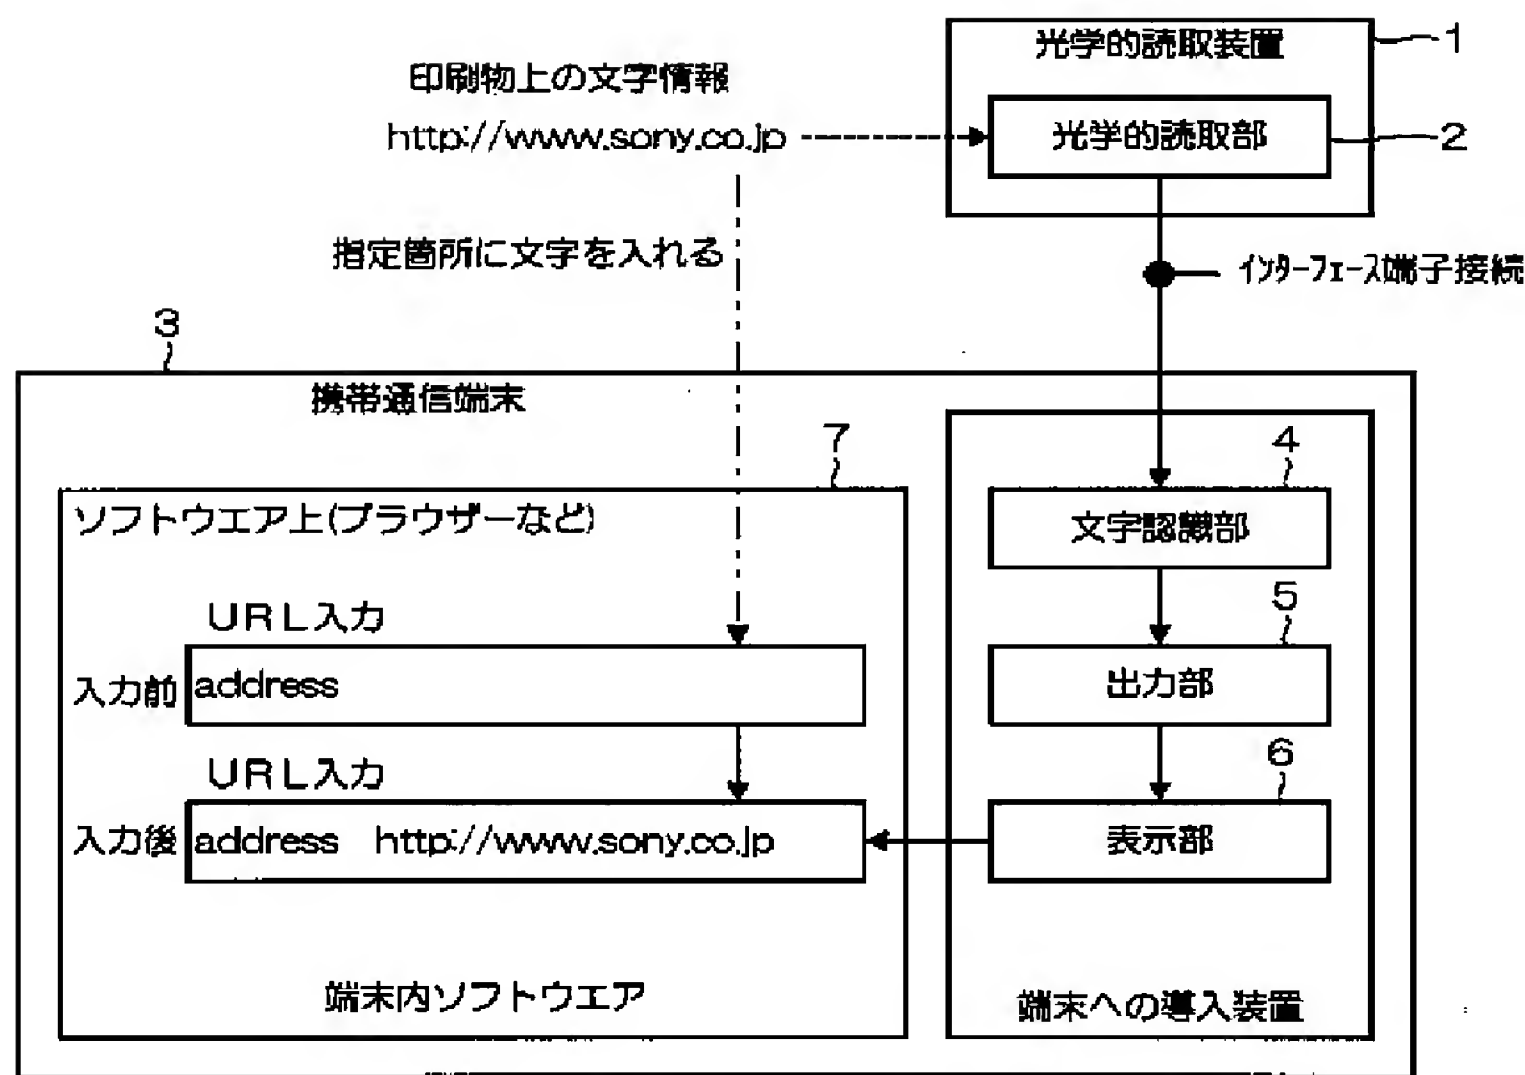 光学的読取装置
1
印刷物上の文字情報
http://www.sony.co.jp
光学的読取部
2
指定箇所に文字を入れる
インターフェース端子接続
3
携帯通信端末
7
4
ソフトウエア上(ブラウザーなど)
文字認識部
URL入力
5
入力前
address
出力部
URL入力
6
入力後
address http://www.sony.co.jp
表示部
端末内ソフトウエア
端末への導入装置